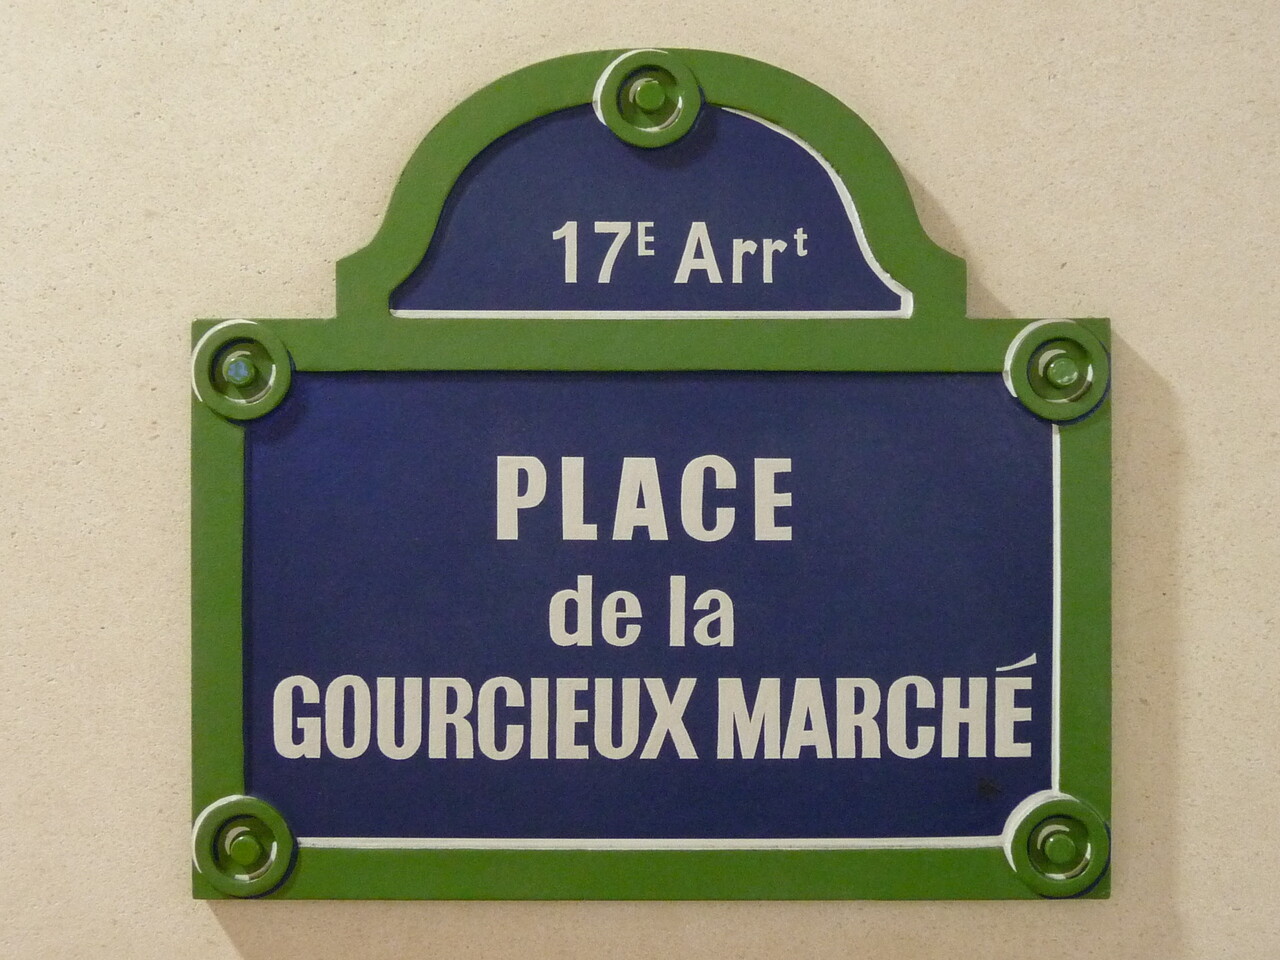 17E Arrt
PLACE
de la
GOURCIEUX MARCHÉ